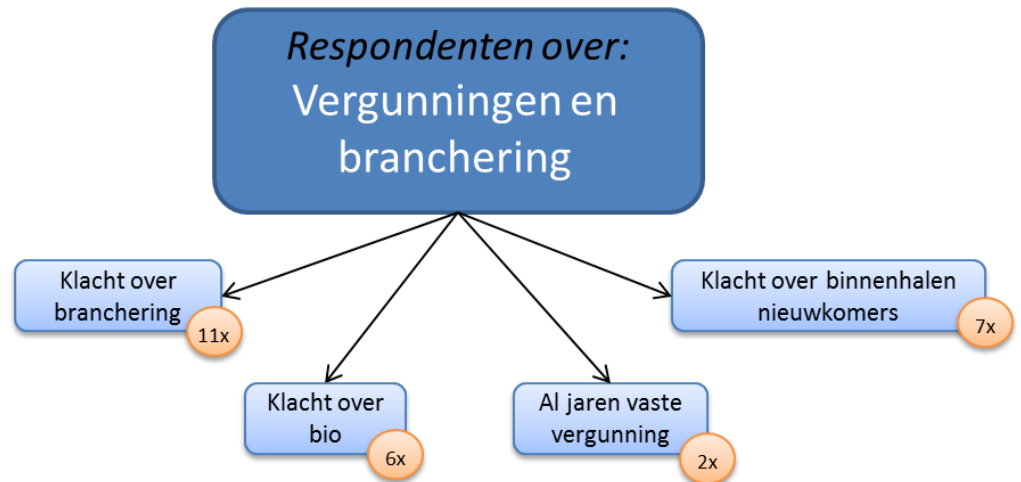 Respondenten over:
Vergunningen en
branchering
Klacht over
branchering
11x
Klacht over binnenhalen
nieuwkomers
7x
Klacht over
bio
6x
Al jaren vaste
vergunning
2x